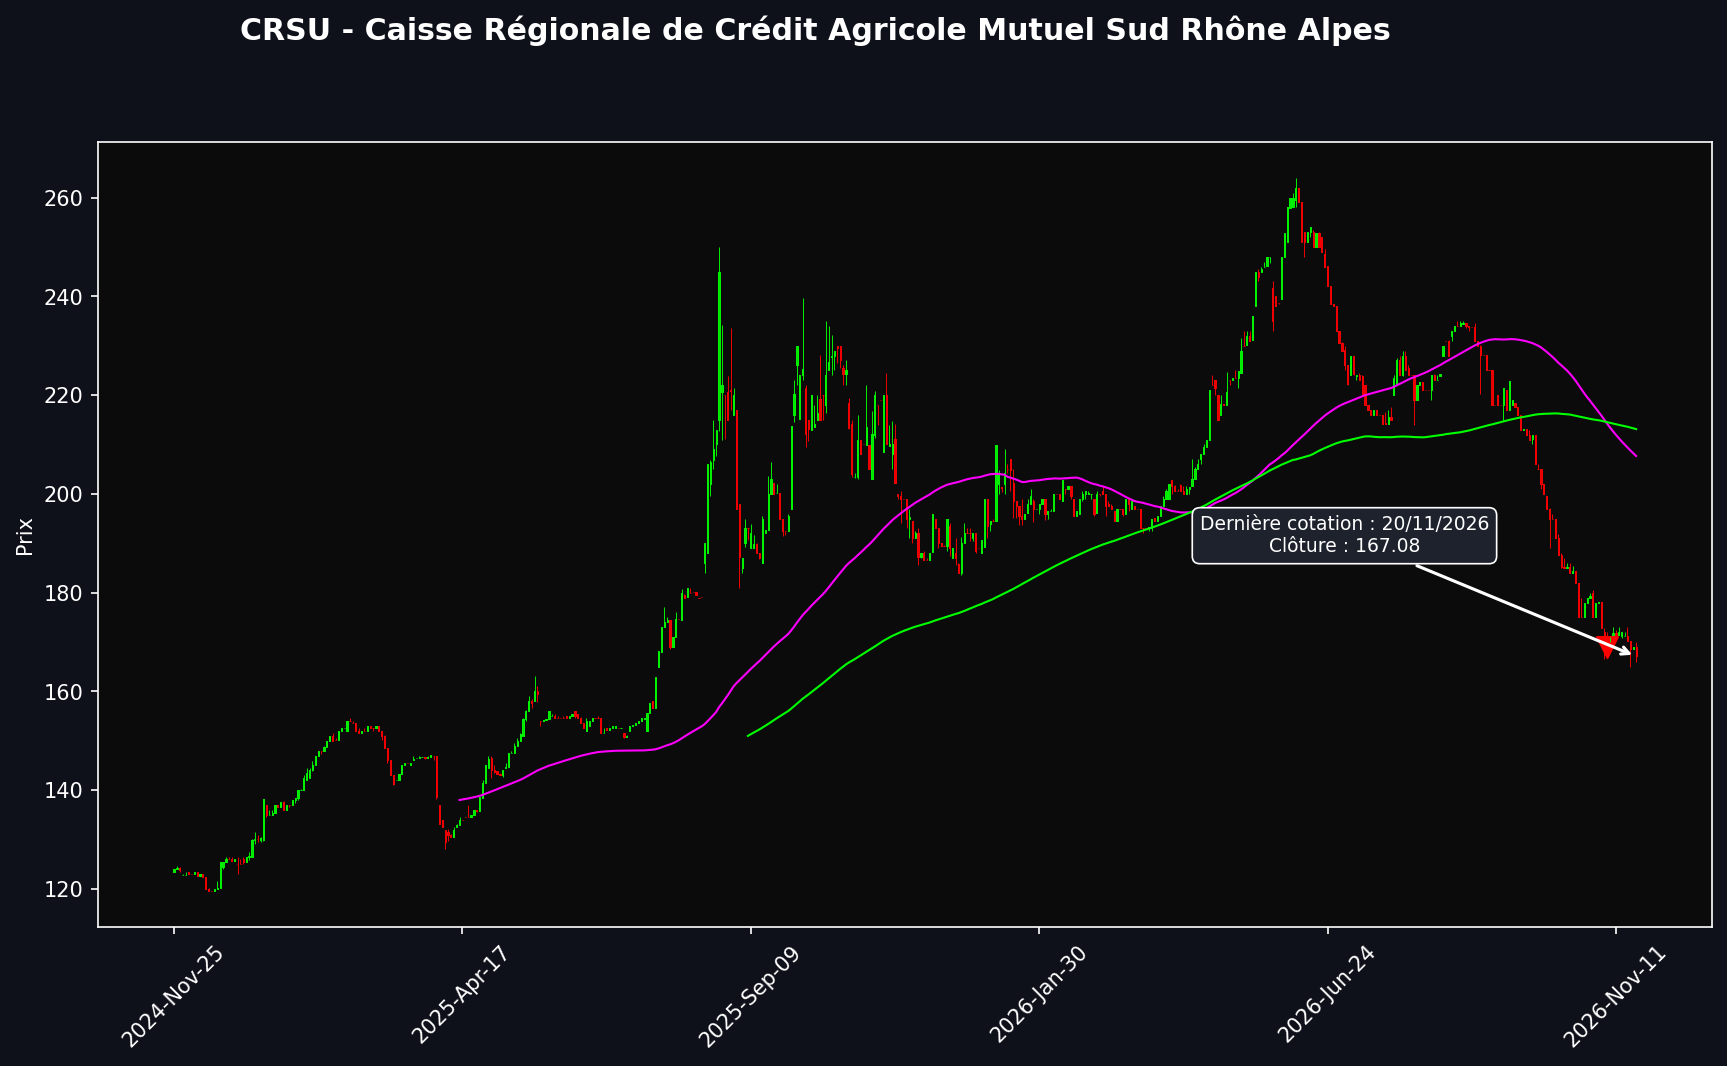 CRSU - Caisse Régionale de Crédit Agricole Mutuel Sud Rhône Alpes
Prix
260
240
220
200
180
160
140
120
Dernière cotation : 20/11/2026
Clôture : 167.08
2024-Nov-25
2025-Apr-17
2025-Sep-09
2026-Jan-30
2026-Jun-24
2026-Nov-11